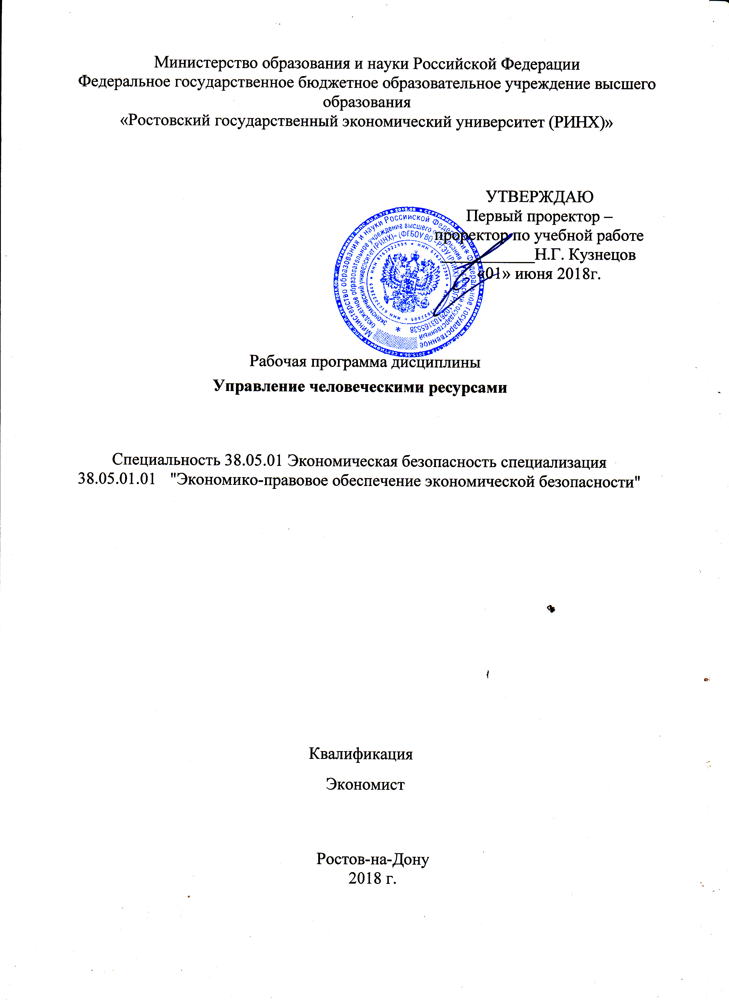 Министерство образования и науки Российской Федерации
Федеральное государственное бюджетное образовательное учреждение высшего
образования
«Ростовский государственный экономический университет (РИНХ)»
УТВЕРЖДАЮ
Первый проректор –
проректор по учебной работе
Н.Г. Кузнецов
«01» июня 2018г.
Министерство образования и науки Российской Федерации * Федеральное государственное
бюджетное образовательное учреждение высшего образования государственный
экономический университет (РИНХ)» (ФГБОУ ВО «РГЭУ (РИНХ) ОГРН 1026103165538
ИНН 6163022805
Рабочая программа дисциплины
Управление человеческими ресурсами
Специальность 38.05.01 Экономическая безопасность специализация
38.05.01.01 "Экономико-правовое обеспечение экономической безопасности"
Квалификация
Экономист
Ростов-на-Дону
2018 г.